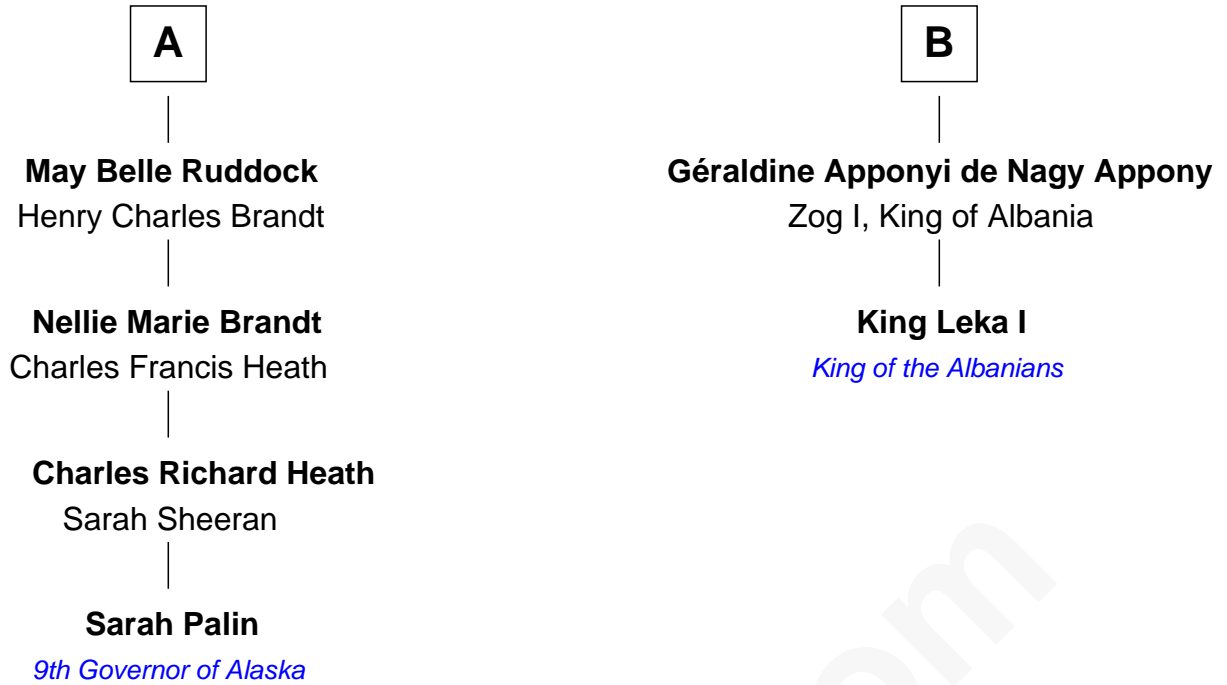 A
May Belle Ruddock
Henry Charles Brandt
Nellie Marie Brandt
Charles Francis Heath
Charles Richard Heath
Sarah Sheeran
Sarah Palin
9th Governor of Alaska
B
Géraldine Apponyi de Nagy Appony
Zog I, King of Albania
King Leka I
King of the Albanians
om